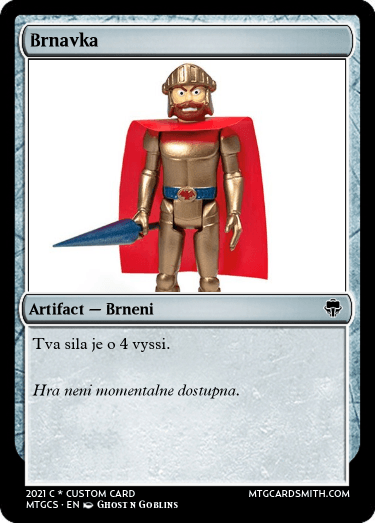 Brnavka
Artifact — Brneni
Tva sila je o 4 vyssi.
Hra neni momentalne dostupna.
2021 C * CUSTOM CARD
MTGCARDSMITH.COM
MTGCS · EN Ghost n Goblins